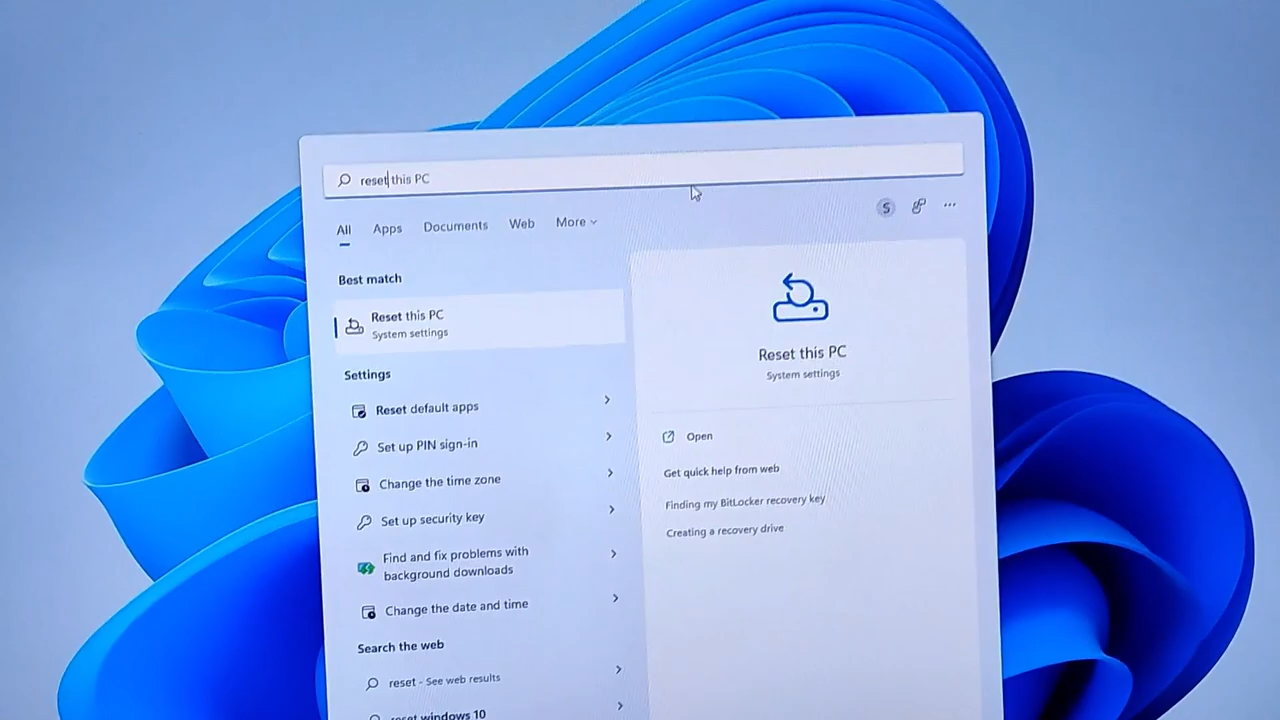 reset this PC
All Apps Documents Web More
S ...
Best match
Reset this PC
System settings
Settings
Reset default apps
Set up PIN sign-in
Change the time zone
Set up security key
Find and fix problems with
background downloads
Change the date and time
Search the web
reset - See web results
reset windows 10
Reset this PC
System settings
Open
Get quick help from web
Finding my BitLocker recovery key
Creating a recovery drive